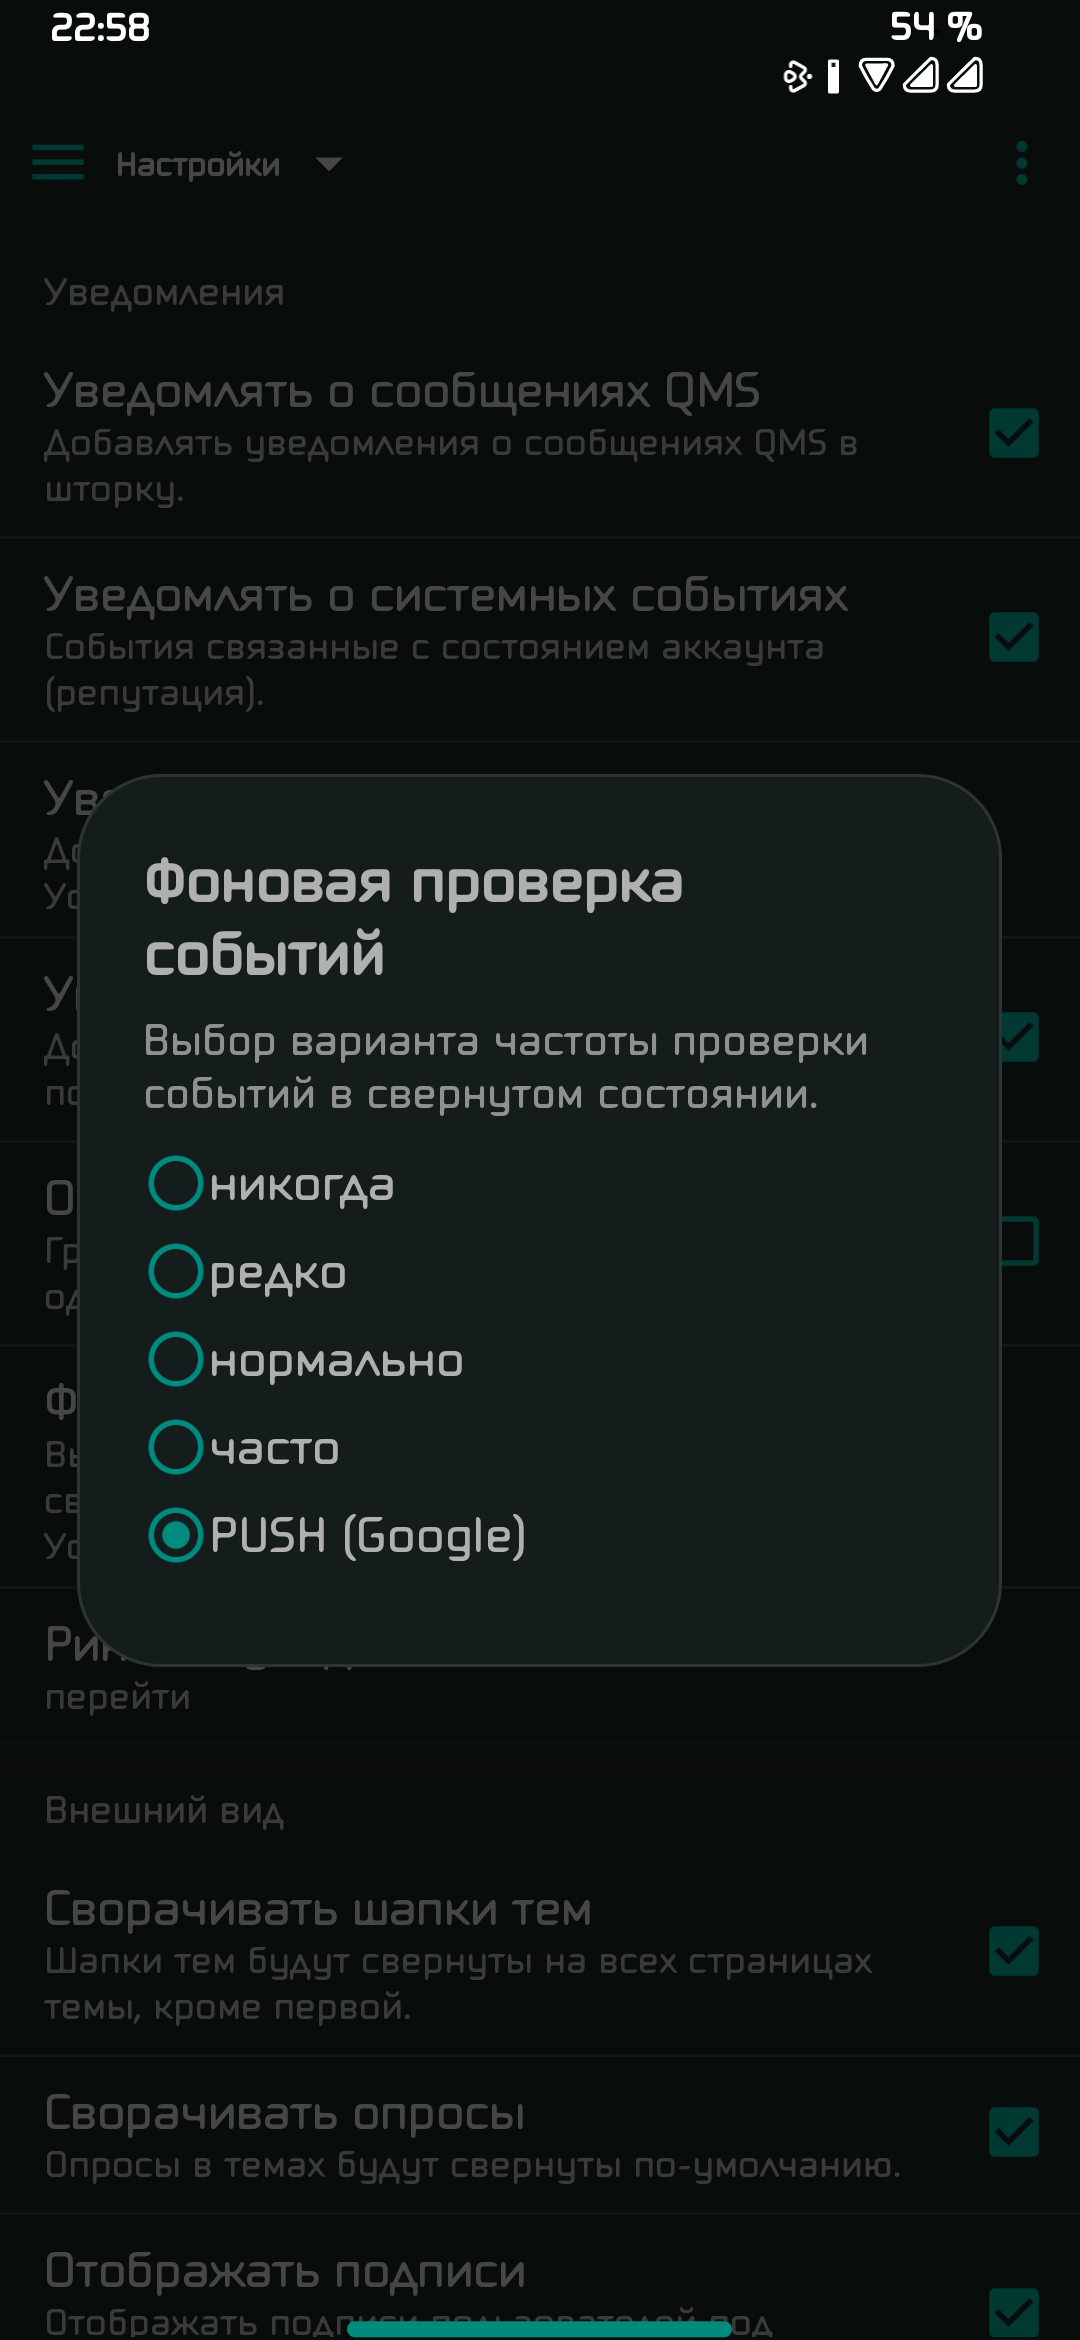 22:58
54 %
Настройки
Уведомления
Уведомлять о сообщениях QMS
Добавлять уведомления о сообщениях QMS в
шторку.
Уведомлять о системных событиях
События связанные с состоянием аккаунта
(репутация).
Фоновая проверка
событий
Выбор варианта частоты проверки
событий в свернутом состоянии.
никогда
редко
нормально
часто
PUSH (Google)
перейти
Внешний вид
Сворачивать шапки тем
Шапки тем будут свернуты на всех страницах
темы, кроме первой.
Сворачивать опросы
Опросы в темах будут свернуты по-умолчанию.
Отображать подписи
Отображать подписи пользователей под